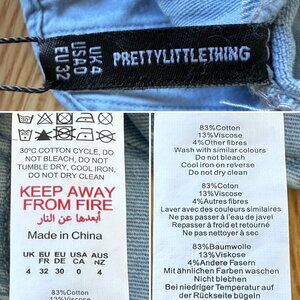 UK 4
USA0
EU 32
PRETTYLITTLETHING
30°C COTTON CYCLE, DO
NOT BLEACH, DO NOT
TUMBLE DRY, COOL IRON,
DO NOT DRY CLEAN
KEEP AWAY
FROM FIRE
أبعدها عن النار
Made in China
UK EU EU USA AUS
FR DE CA NZ
4 32 30 0 4
83% Cotton
13%Viscose
83%Cotton
13%Viscose
4%Other fibres
Wash with similar colours
Do not bleach
Cool iron on reverse
Do not dry clean
83%Coton
13%Viscose
4%Autres fibres
Laver avec des couleurs similaires
Ne pas passer à l'eau de javel
Repasser à froid et retourné
Ne pas nettoyer à sec
83%Baumwolle
13%Viskose
4%Andere Fasern
Mit ähnlichen Farben waschen
Nicht bleichen
Bei niedriger Temperatur auf
der Rückseite bügeln